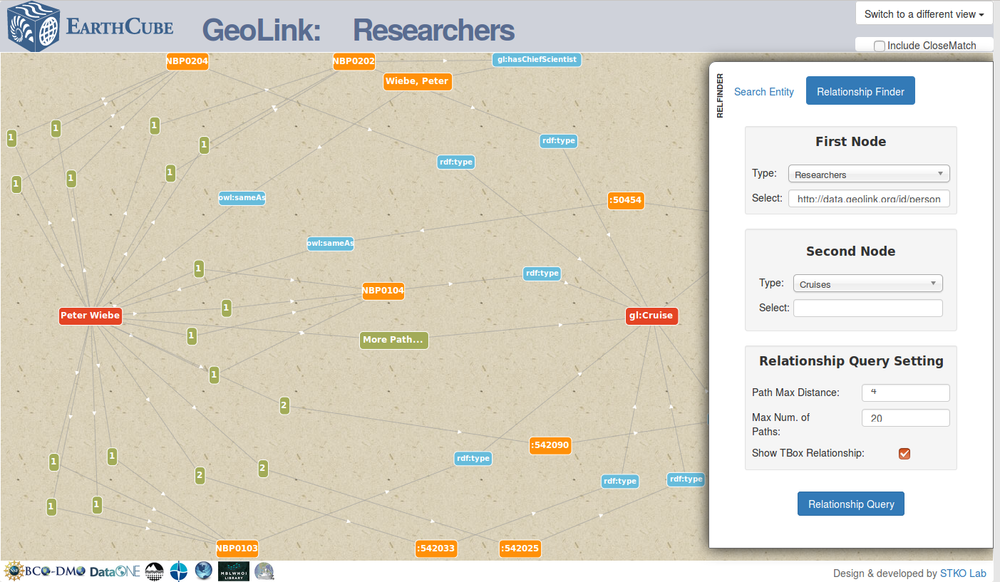 EARTHCUBE
GeoLink: Researchers
Switch to a different view
Include CloseMatch
NBP0204
NBP0202
gl:hasChiefScientist
Wiebe, Peter
1
1
1
1
rdf:type
rdf:type
1
1
1
owl:sameAs
:50454
owl:sameAs
1
rdf:type
NBP0104
1
Peter Wiebe
gl:Cruise
1
More Path...
1
2
:542090
1
1
rdf:type
2
2
rdf:type
rdf:type
1
1
NBP0103
:542033
:542025
RELFINDER
Search Entity
Relationship Finder
First Node
Type: Researchers
Select: http://data.geolink.org/id/person
Second Node
Type: Cruises
Select:
Relationship Query Setting
Path Max Distance: 4
Max Num. of
Paths: 20
Show TBox Relationship:
Relationship Query
NSF BCO-DMO DataONE
MBLWHOI
LIBRARY
Design & developed by STKO Lab